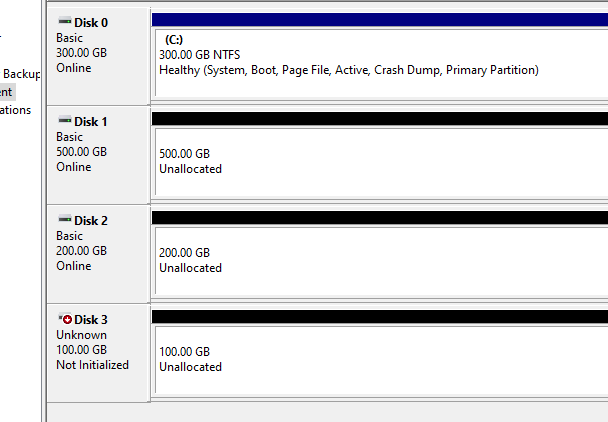 Backup
ent
ations
Disk 0
Basic
300.00 GB
Online
(C:)
300.00 GB NTFS
Healthy (System, Boot, Page File, Active, Crash Dump, Primary Partition)
Disk 1
Basic
500.00 GB
Online
500.00 GB
Unallocated
Disk 2
Basic
200.00 GB
Online
200.00 GB
Unallocated
Disk 3
Unknown
100.00 GB
Not Initialized
100.00 GB
Unallocated